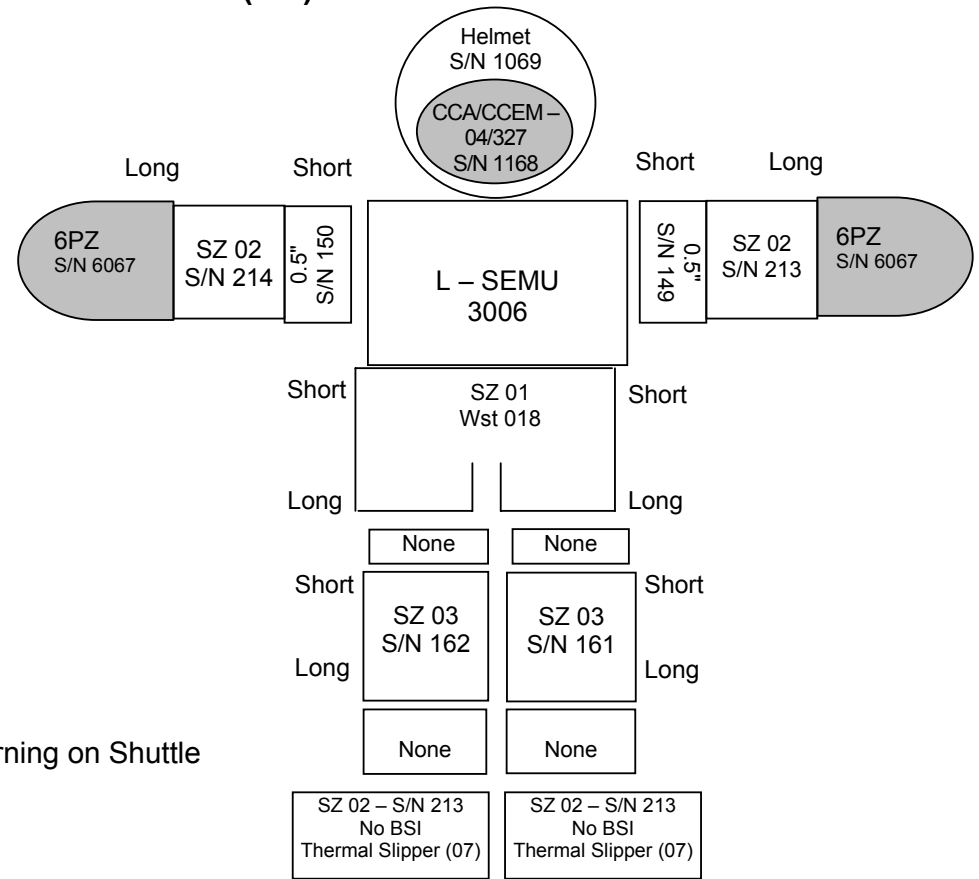 Helmet
S/N 1069
CCA/CCEM –
04/327
S/N 1168
Long
Short
Short
Long
6PZ
S/N 6067
SZ 02
S/N 214
0.5"
S/N 150
L – SEMU
3006
0.5"
S/N 149
SZ 02
S/N 213
6PZ
S/N 6067
Short
SZ 01
Wst 018
Short
Long
Long
None
None
Short
SZ 03
S/N 162
SZ 03
S/N 161
Short
Long
Long
rning on Shuttle
None
None
SZ 02 – S/N 213
No BSI
Thermal Slipper (07)
SZ 02 – S/N 213
No BSI
Thermal Slipper (07)